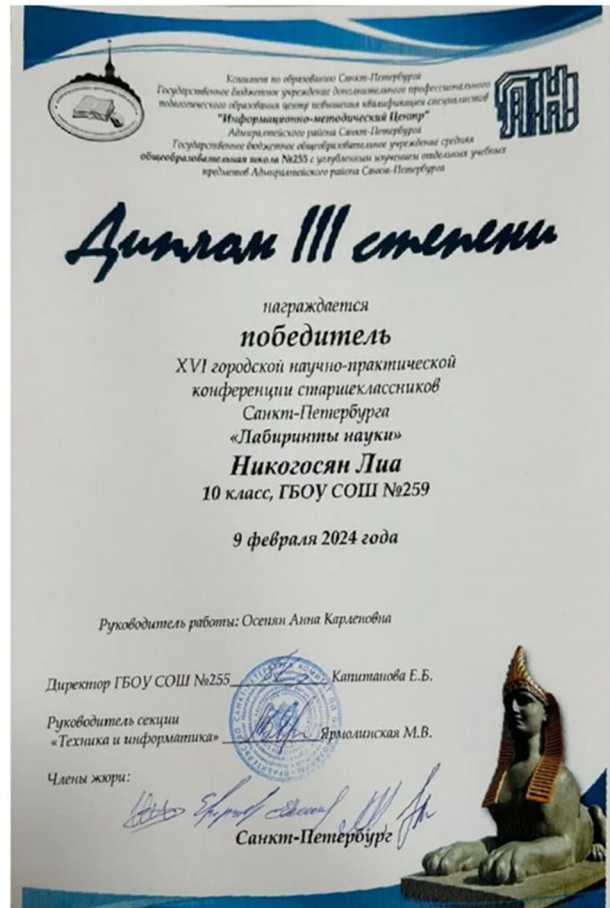 Комитет по образованию Санкт-Петербурга
Государственное бюджетное учреждение дополнительного профессионального
педагогического образования центр повышения квалификации специалистов
"Информационно-методический Центр"
Адмиралтейского района Санкт-Петербурга
Государственное бюджетное общеобразовательное учреждение средняя
общеобразовательная школа №255 с углубленным изучением отдельных учебных
предметов Адмиралтейского района Санкт-Петербурга
Диплом III степени
награждается
победитель
XVI городской научно-практической
конференции старшеклассников
Санкт-Петербурга
«Лабиринты науки»
Никогосян Лиа
10 класс, ГБОУ СОШ №259
9 февраля 2024 года
Руководитель работы: Осепян Анна Карленовна
Директор ГБОУ СОШ №255 Капитанова Е.Б.
Руководитель секции
«Техника и информатика» Ярмолинская М.В.
Члены жюри:
Санкт-Петербург